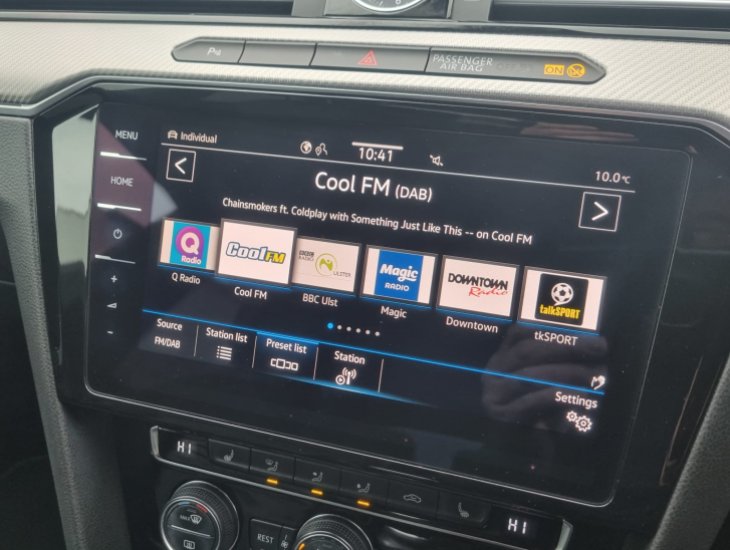 P
PASSENGER
AIR BAG
ON
MENU
Individual
10:41
10.0°C
HOME
Cool FM (DAB)
Chainsmokers ft. Coldplay with Something Just Like This -- on Cool FM
Q
Radio
Cool FM
BBC
RADIO
ULSTER
Magic
RADIO
DOWNTOWN
Radio
talkSPORT
Q Radio
Cool FM
BBC Ulst
Magic
Downtown
tkSPORT
Source
FM/DAB
Station list
Preset list
Station
Settings
HI
HI
MAX
REST